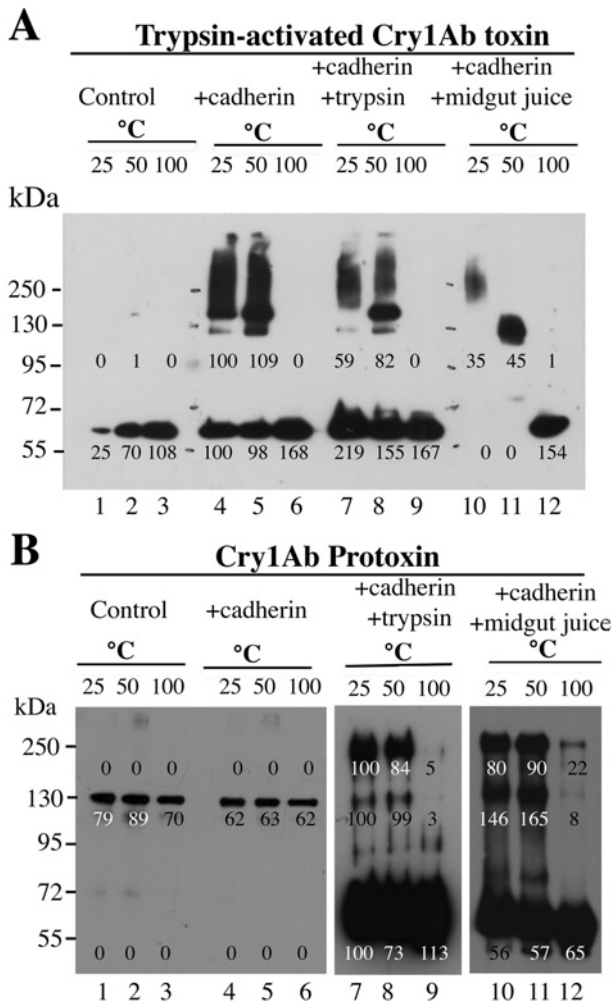 A
Trypsin-activated Cry1Ab toxin
+cadherin +cadherin
Control +cadherin +trypsin +midgut juice
°C °C °C °C
25 50 100 25 50 100 25 50 100 25 50 100
kDa
250
130
95
0 1 0 100 109 0 59 82 0 35 45 1
72
55
25 70 108 100 98 168 219 155 167 0 0 154
1 2 3 4 5 6 7 8 9 10 11 12
B
Cry1Ab Protoxin
+cadherin +cadherin
Control +cadherin +trypsin +midgut juice
°C °C °C °C
25 50 100 25 50 100 25 50 100 25 50 100
kDa
250
0 0 0 0 0 0 100 84 5 80 90 22
130
79 89 70 62 63 62 100 99 3 146 165 8
95
72
55
0 0 0 0 0 0 100 73 113 56 57 65
1 2 3 4 5 6 7 8 9 10 11 12